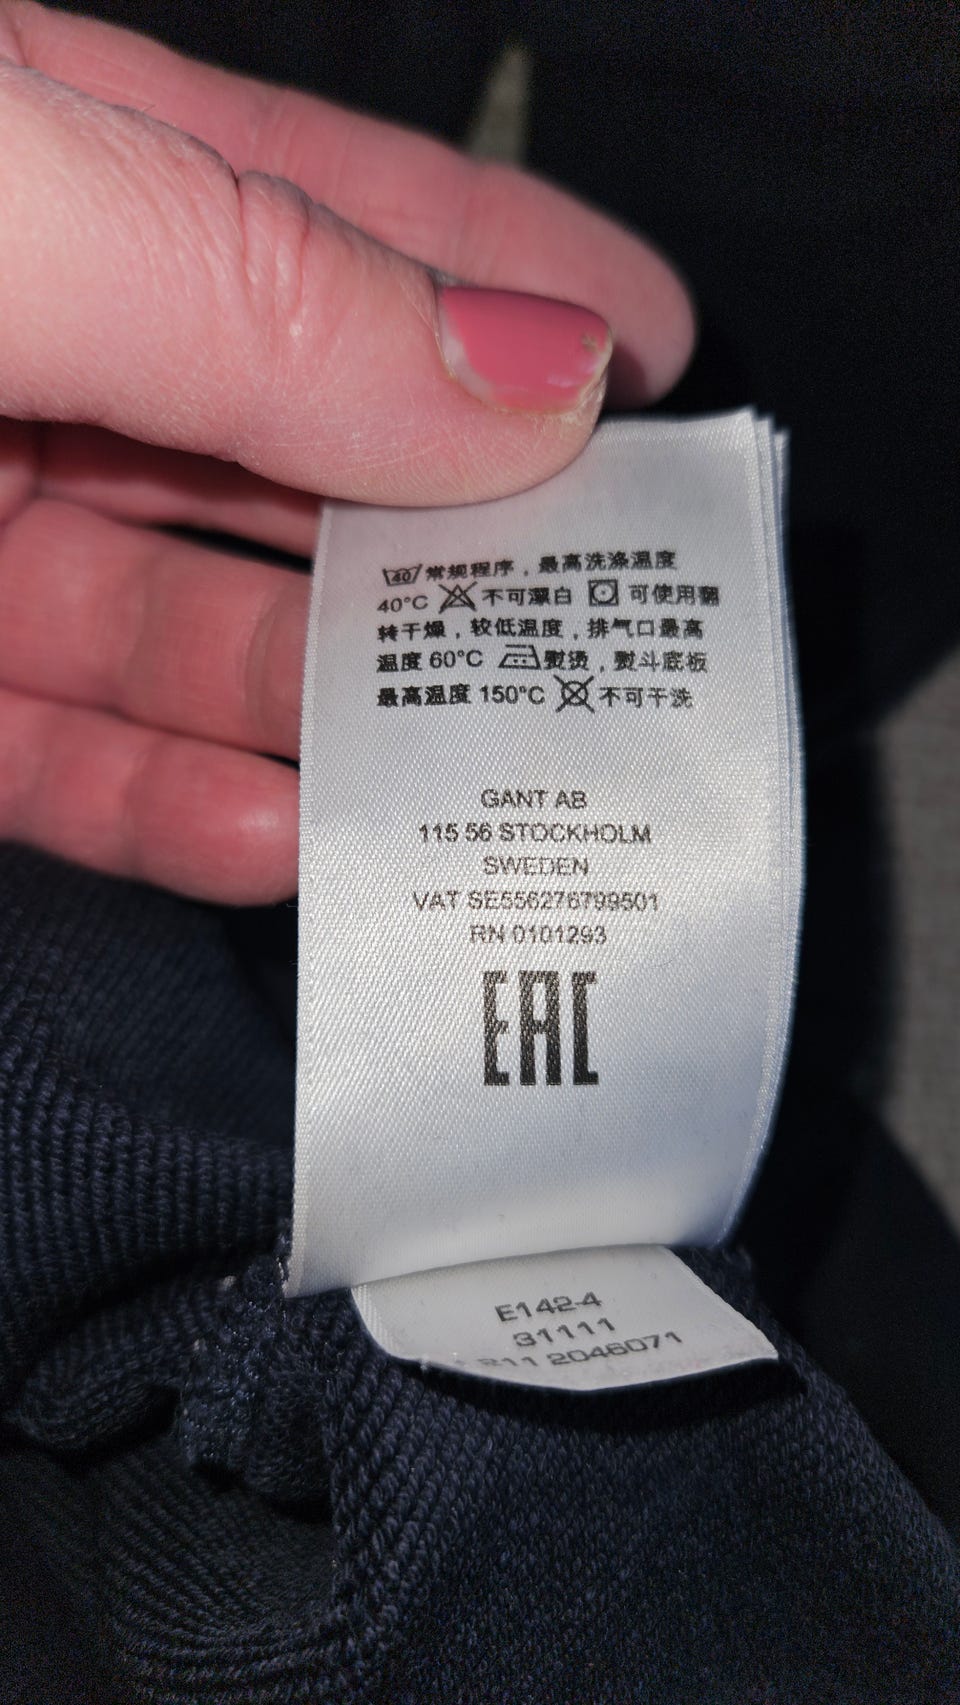 40 常规程序，最高洗涤温度
40°C 不可漂白 可使用翻
转干燥，较低温度，排气口最高
温度 60°C 熨烫，熨斗底板
最高温度 150°C 不可干洗
GANT AB
115 56 STOCKHOLM
SWEDEN
VAT SE556276799501
RN 0101293
EAC
E142-4
31111
2046071